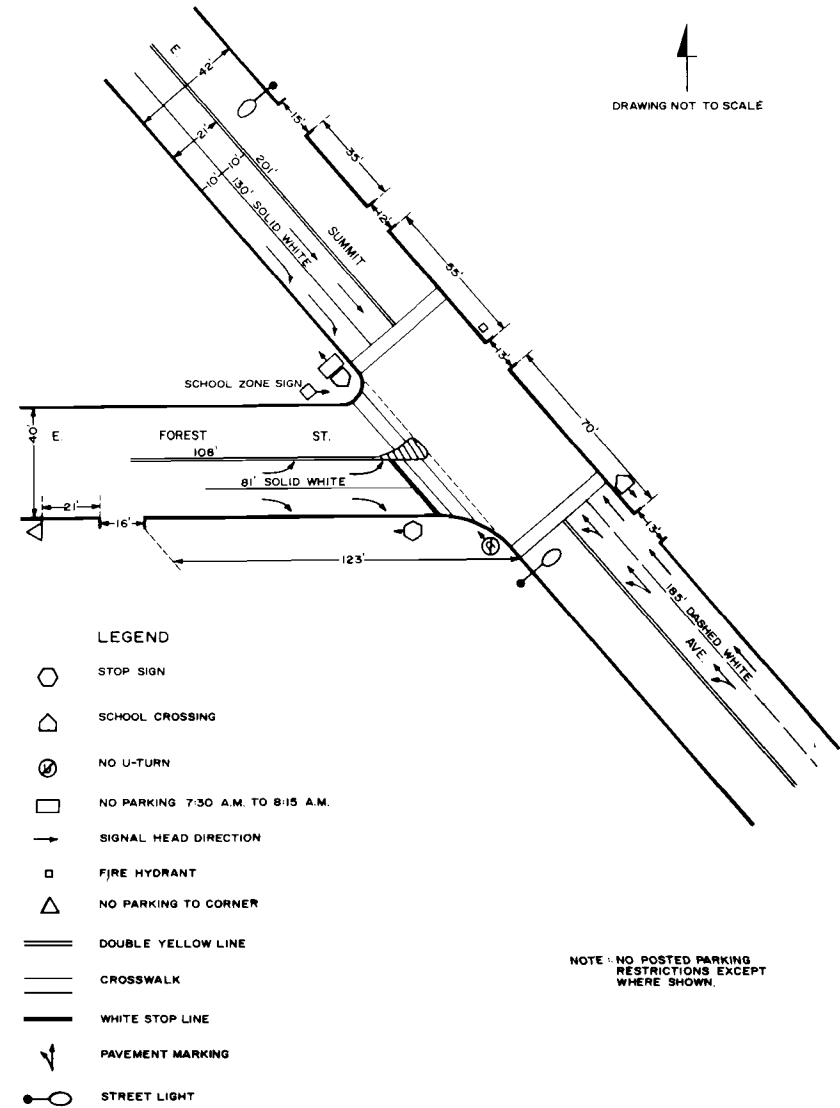 E.
42'
21'
10'
10'
201'
130' SOLID
WHITE
SUMMIT
15'
35'
12'
55'
13'
70'
13'
DRAWING NOT TO SCALE
SCHOOL ZONE SIGN
40'
E. FOREST ST.
108'
81' SOLID WHITE
21'
16'
123'
185' DASHED WHITE
AVE.
LEGEND
STOP SIGN
SCHOOL CROSSING
NO U-TURN
NO PARKING 7:30 A.M. TO 8:15 A.M.
SIGNAL HEAD DIRECTION
FIRE HYDRANT
NO PARKING TO CORNER
DOUBLE YELLOW LINE
CROSSWALK
WHITE STOP LINE
PAVEMENT MARKING
STREET LIGHT
NOTE: NO POSTED PARKING
RESTRICTIONS EXCEPT
WHERE SHOWN.